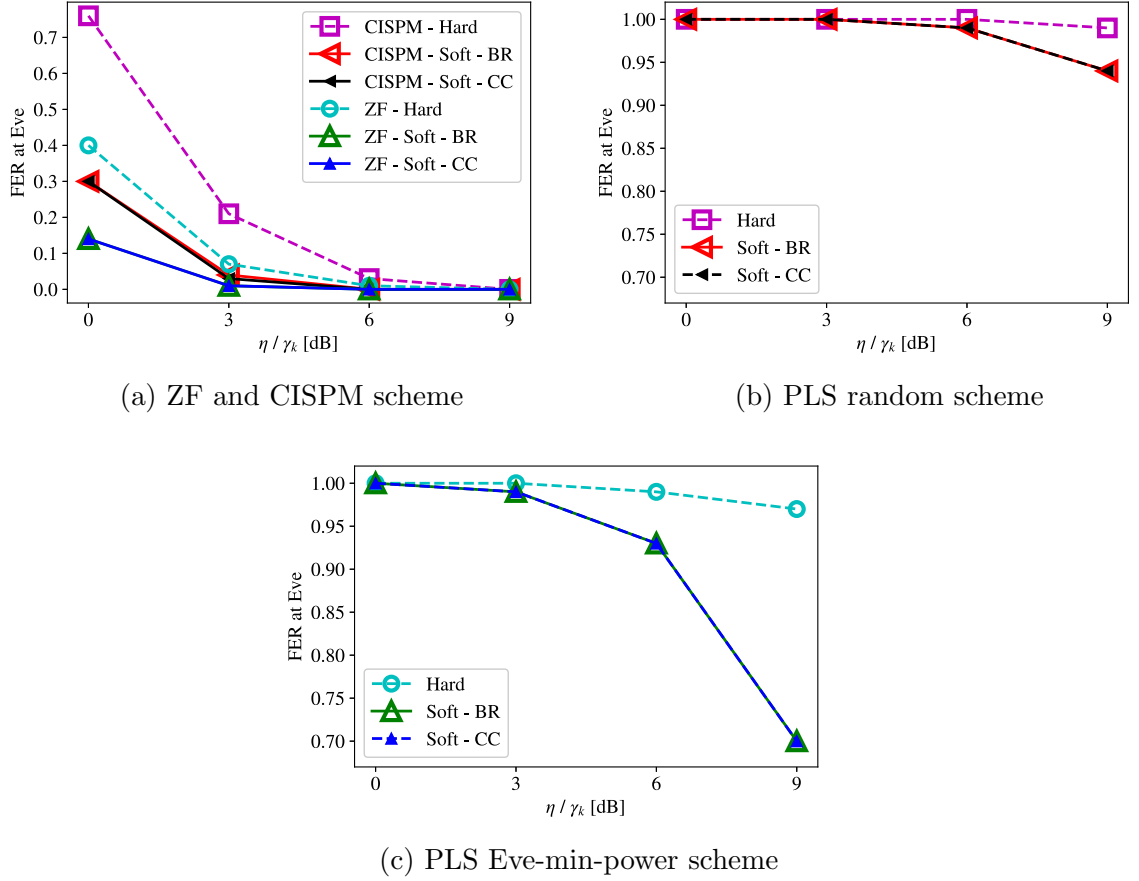 0.7
0.6
0.5
0.4
0.3
0.2
0.1
0.0
FER at Eve
CISPM - Hard
CISPM - Soft - BR
CISPM - Soft - CC
ZF - Hard
ZF - Soft - BR
ZF - Soft - CC
0 3 6 9
η / γk [dB]
(a) ZF and CISPM scheme
1.00
0.95
0.90
0.85
0.80
0.75
0.70
FER at Eve
Hard
Soft - BR
Soft - CC
0 3 6 9
η / γk [dB]
(b) PLS random scheme
1.00
0.95
0.90
0.85
0.80
0.75
0.70
FER at Eve
Hard
Soft - BR
Soft - CC
0 3 6 9
η / γk [dB]
(c) PLS Eve-min-power scheme